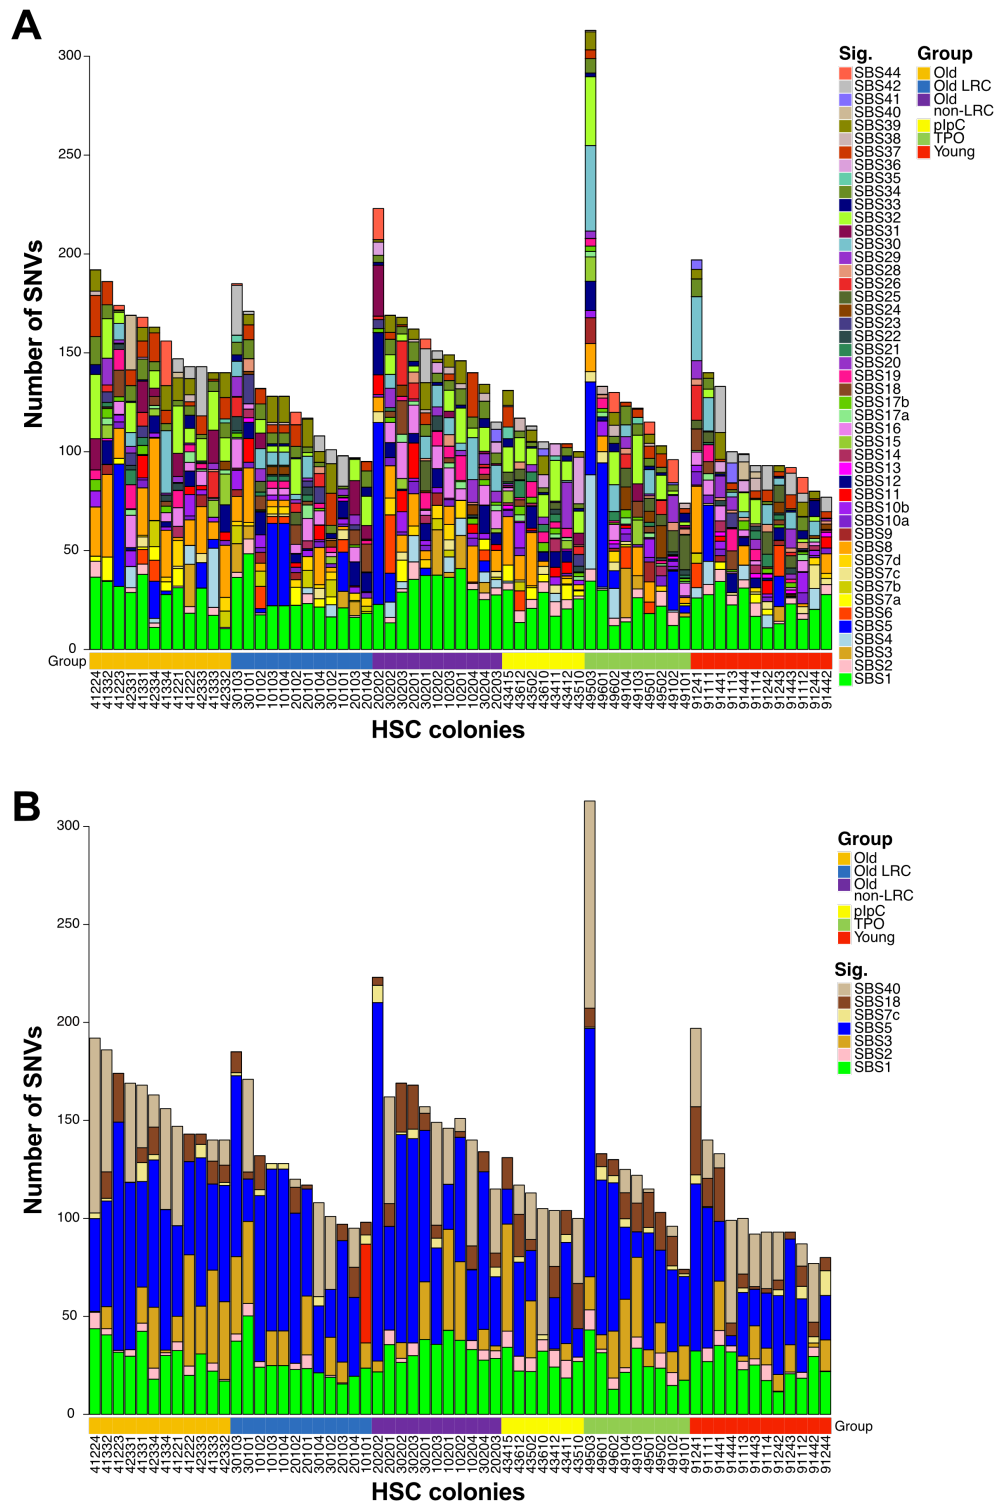 A
Number of SNVs
300
250
200
150
100
50
0
Group
41224 41332 41223 42331 41331 42334 41334 41221 41222 42333 41333 42332 30103 30101 10102 10103 10104 20102 20101 30104 30102 10101 20103 20104 20202 30202 30203 20201 30201 10202 10203 10201 10204 30204 20203 43415 43612 43502 43610 43411 43412 43510 49503 49601 49602 49104 49103 49501 49502 49102 49101 91241 91111 91441 91113 91444 91114 91242 91243 91443 91112 91244 91442
HSC colonies
Sig.
SBS44
SBS42
SBS41
SBS40
SBS39
SBS38
SBS37
SBS36
SBS35
SBS34
SBS33
SBS32
SBS31
SBS30
SBS29
SBS28
SBS26
SBS25
SBS24
SBS23
SBS22
SBS21
SBS20
SBS19
SBS18
SBS17b
SBS17a
SBS16
SBS15
SBS14
SBS13
SBS12
SBS11
SBS10b
SBS10a
SBS9
SBS8
SBS7d
SBS7c
SBS7b
SBS7a
SBS6
SBS5
SBS4
SBS3
SBS2
SBS1
Group
Old
Old LRC
Old
non-LRC
pIpC
TPO
Young
B
Number of SNVs
300
250
200
150
100
50
0
Group
41224 41332 41223 42331 41331 42334 41334 41221 41222 42333 41333 42332 30103 30101 10102 10103 10104 20102 20101 30104 30102 20103 20104 10101 20202 20201 30202 30203 30201 10203 10201 10202 10204 30204 20203 43415 43612 43502 43610 43412 43411 43510 49503 49601 49602 49104 49103 49501 49502 49102 49101 91241 91111 91441 91444 91113 91443 91114 91242 91243 91112 91442 91244
HSC colonies
Group
Old
Old LRC
Old
non-LRC
pIpC
TPO
Young
Sig.
SBS40
SBS18
SBS7c
SBS5
SBS3
SBS2
SBS1